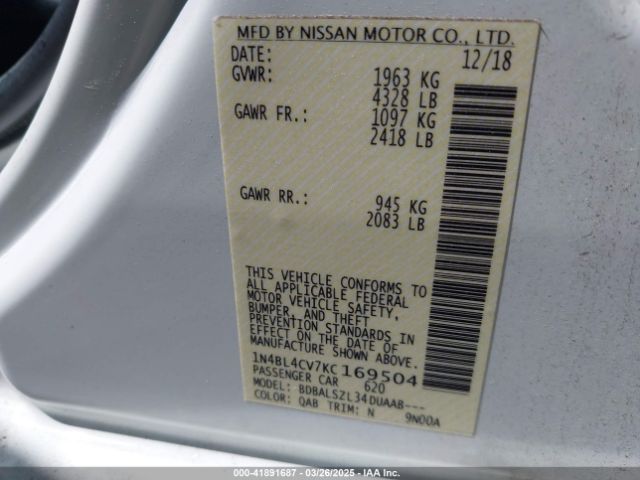 MFD BY NISSAN MOTOR CO., LTD.
DATE: 12/18
GVWR: 1963 KG
4328 LB
GAWR FR.: 1097 KG
2418 LB
GAWR RR.: 945 KG
2083 LB
THIS VEHICLE CONFORMS TO
ALL APPLICABLE FEDERAL
MOTOR VEHICLE SAFETY,
BUMPER, AND THEFT
PREVENTION STANDARDS IN
EFFECT ON THE DATE OF
MANUFACTURE SHOWN ABOVE.
1N4BL4CV7KC169504
PASSENGER CAR 620
MODEL: BDBALSZL34DUAAB---
COLOR: QAB TRIM: N 9N00A
000-41891687 - 03/26/2025 - IAA Inc.